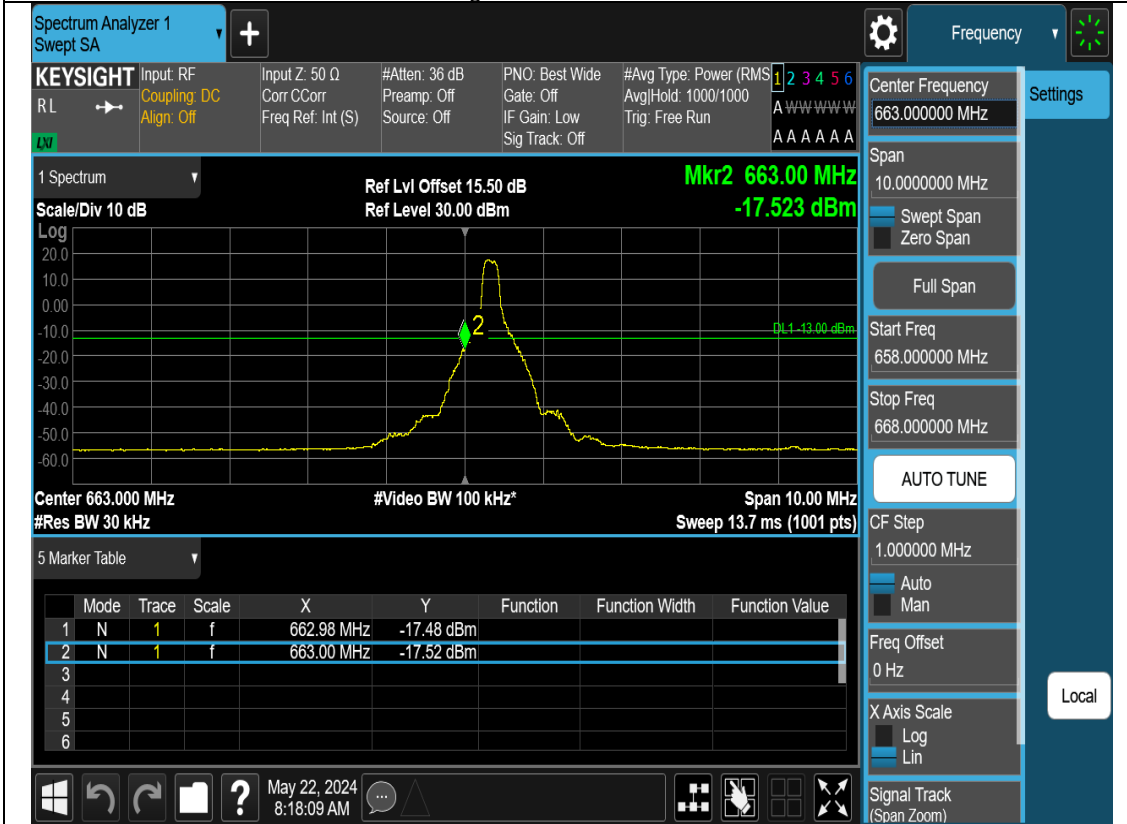 Spectrum Analyzer 1
Swept SA
Frequency
KEYSIGHT
RL
LXI
Input: RF
Coupling: DC
Align: Off
Input Z: 50 Ω
Corr CCorr
Freq Ref: Int (S)
#Atten: 36 dB
Preamp: Off
Source: Off
PNO: Best Wide
Gate: Off
IF Gain: Low
Sig Track: Off
#Avg Type: Power (RMS
Avg|Hold: 1000/1000
Trig: Free Run
1 2 3 4 5 6
A W W W W W
A A A A A A
1 Spectrum
Scale/Div 10 dB
Log
Ref Lvl Offset 15.50 dB
Ref Level 30.00 dBm
Mkr2 663.00 MHz
-17.523 dBm
20.0
10.0
0.00
-10.0
-20.0
-30.0
-40.0
-50.0
-60.0
2
DL1 -13.00 dBm
Center 663.000 MHz
#Video BW 100 kHz*
Span 10.00 MHz
#Res BW 30 kHz
Sweep 13.7 ms (1001 pts)
5 Marker Table
Mode Trace Scale X Y Function Function Width Function Value
1 N 1 f 662.98 MHz -17.48 dBm
2 N 1 f 663.00 MHz -17.52 dBm
3
4
5
6
Center Frequency
663.000000 MHz
Settings
Span
10.0000000 MHz
Swept Span
Zero Span
Full Span
Start Freq
658.000000 MHz
Stop Freq
668.000000 MHz
AUTO TUNE
CF Step
1.000000 MHz
Auto
Man
Freq Offset
0 Hz
X Axis Scale
Log
Lin
Local
Signal Track
(Span Zoom)
?
May 22, 2024
8:18:09 AM